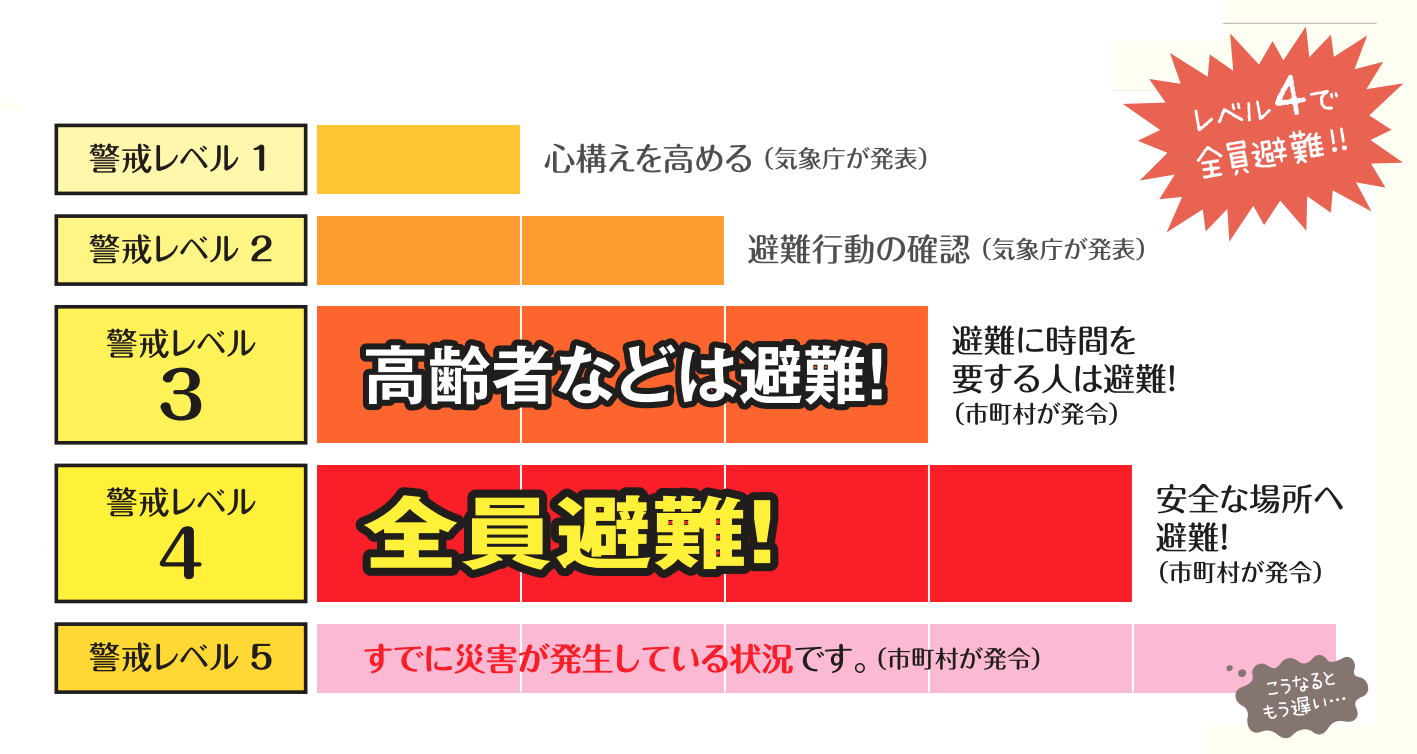 レベル4で
全員避難!!
警戒レベル 1
心構えを高める（気象庁が発表）
警戒レベル 2
避難行動の確認（気象庁が発表）
警戒レベル
3
高齢者などは避難!
避難に時間を
要する人は避難!
（市町村が発令）
警戒レベル
4
全員避難!
安全な場所へ
避難!
（市町村が発令）
警戒レベル 5
すでに災害が発生している状況です。（市町村が発令）
こうなると
もう遅い…